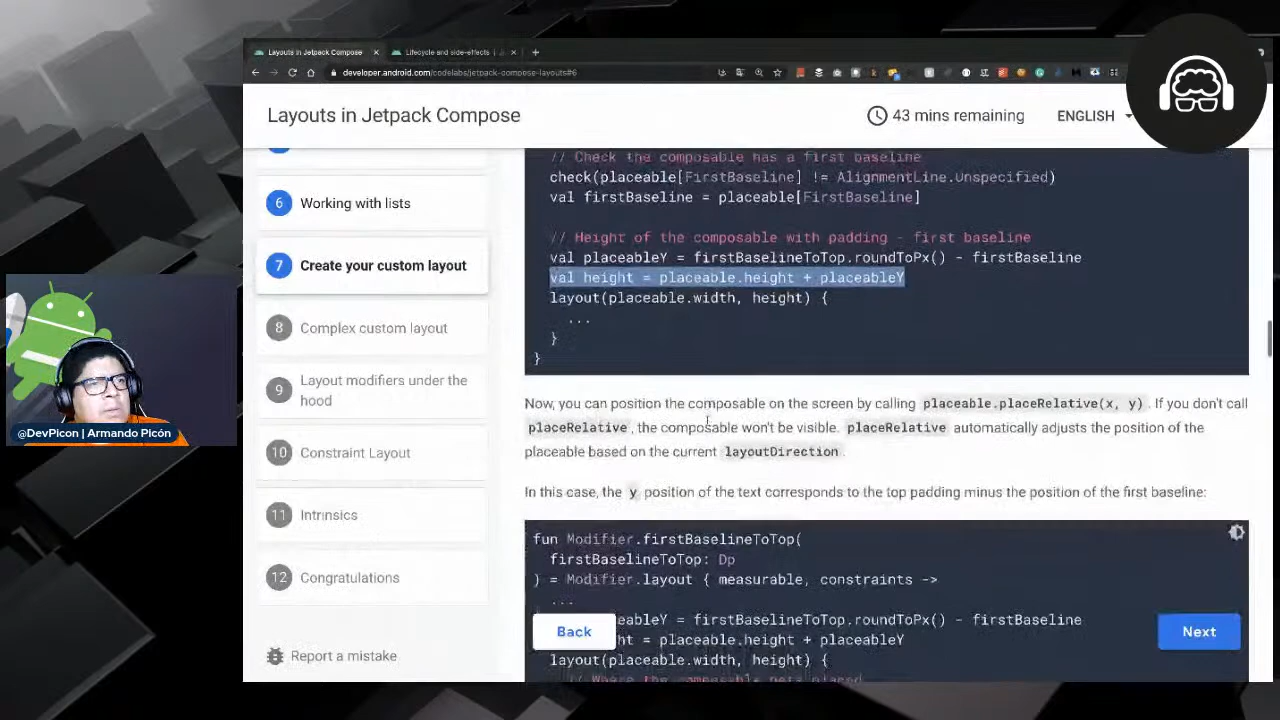 Layouts in Jetpack Compose
Lifecycle and side-effects
developer.android.com/codelabs/jetpack-compose-layouts#6
Layouts in Jetpack Compose
43 mins remaining
ENGLISH
6 Working with lists
7 Create your custom layout
8 Complex custom layout
9 Layout modifiers under the
hood
10 Constraint Layout
11 Intrinsics
12 Congratulations
Report a mistake
// Check the composable has a first baseline
check(placeable[FirstBaseline] != AlignmentLine.Unspecified)
val firstBaseline = placeable[FirstBaseline]
// Height of the composable with padding - first baseline
val placeableY = firstBaselineToTop.roundToPx() - firstBaseline
val height = placeable.height + placeableY
layout(placeable.width, height) {
...
}
}
Now, you can position the composable on the screen by calling placeable.placeRelative(x, y) . If you don't call
placeRelative , the composable won't be visible. placeRelative automatically adjusts the position of the
placeable based on the current layoutDirection .
In this case, the y position of the text corresponds to the top padding minus the position of the first baseline:
fun Modifier.firstBaselineToTop(
firstBaselineToTop: Dp
) = Modifier.layout { measurable, constraints ->
...
aceableY = firstBaselineToTop.roundToPx() - firstBaseline
ht = placeable.height + placeableY
layout(placeable.width, height) {
// Where the composable gets placed
Back
Next
@DevPicon | Armando Picón